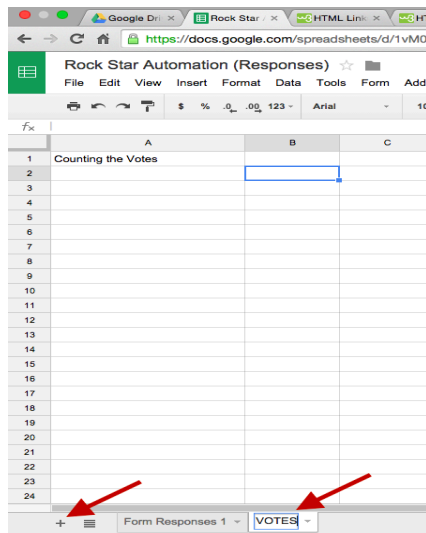 Google Dri × Rock Star × HTML Link × HT
https://docs.google.com/spreadsheets/d/1vM0
Rock Star Automation (Responses)
File Edit View Insert Format Data Tools Form Add
$ % .0 .00 123 Arial 10
fx
A B C
1 Counting the Votes
2
3
4
5
6
7
8
9
10
11
12
13
14
15
16
17
18
19
20
21
22
23
24
+ Form Responses 1 VOTES